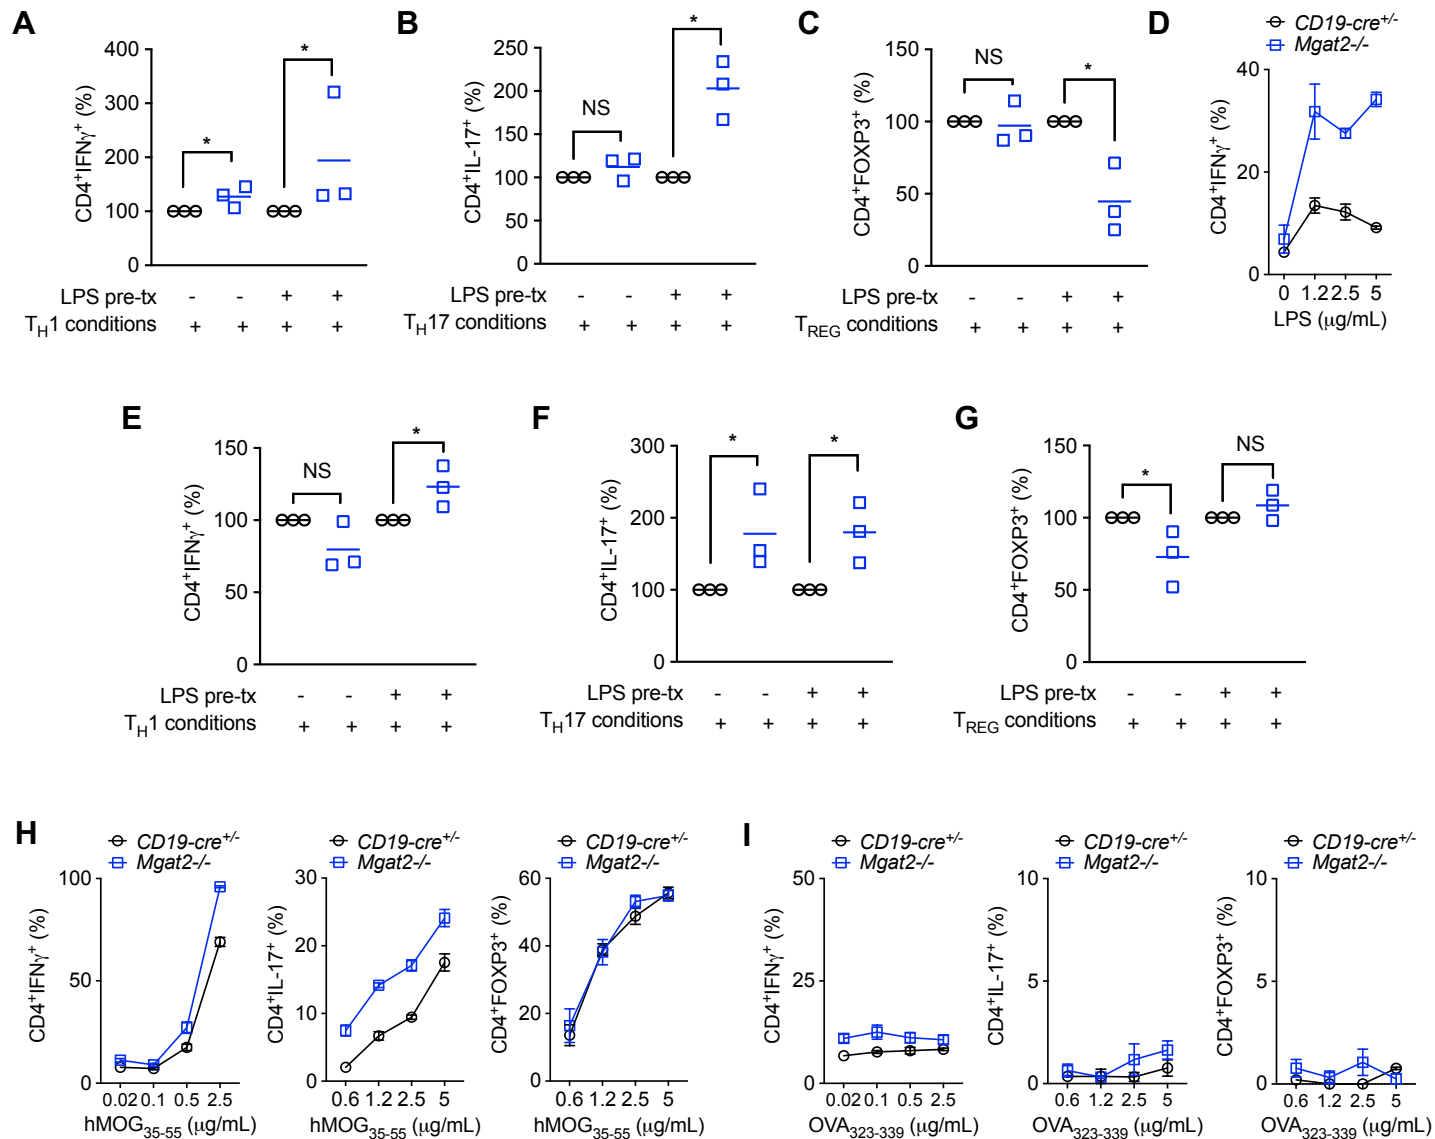 A
CD4+IFNγ+ (%)
400
300
200
100
0
*
*
LPS pre-tx - - + +
TH1 conditions + + + +
B
CD4+IL-17+ (%)
250
200
150
100
50
0
NS
*
LPS pre-tx - - + +
TH17 conditions + + + +
C
CD4+FOXP3+ (%)
150
100
50
0
NS
*
LPS pre-tx - - + +
TREG conditions + + + +
D
CD19-cre+/-
Mgat2-/-
CD4+IFNγ+ (%)
40
20
0
0 1.2 2.5 5
LPS (μg/mL)
E
CD4+IFNγ+ (%)
150
100
50
0
NS
*
LPS pre-tx - - + +
TH1 conditions + + + +
F
CD4+IL-17+ (%)
300
200
100
0
*
*
LPS pre-tx - - + +
TH17 conditions + + + +
G
CD4+FOXP3+ (%)
150
100
50
0
*
NS
LPS pre-tx - - + +
TREG conditions + + + +
H
CD19-cre+/-
Mgat2-/-
CD4+IFNγ+ (%)
100
50
0
0.02 0.1 0.5 2.5
hMOG35-55 (μg/mL)
CD19-cre+/-
Mgat2-/-
CD4+IL-17+ (%)
30
20
10
0
0.6 1.2 2.5 5
hMOG35-55 (μg/mL)
CD19-cre+/-
Mgat2-/-
CD4+FOXP3+ (%)
60
40
20
0
0.6 1.2 2.5 5
hMOG35-55 (μg/mL)
I
CD19-cre+/-
Mgat2-/-
CD4+IFNγ+ (%)
50
25
0
0.02 0.1 0.5 2.5
OVA323-339 (μg/mL)
CD19-cre+/-
Mgat2-/-
CD4+IL-17+ (%)
10
5
0
0.6 1.2 2.5 5
OVA323-339 (μg/mL)
CD19-cre+/-
Mgat2-/-
CD4+FOXP3+ (%)
10
5
0
0.6 1.2 2.5 5
OVA323-339 (μg/mL)